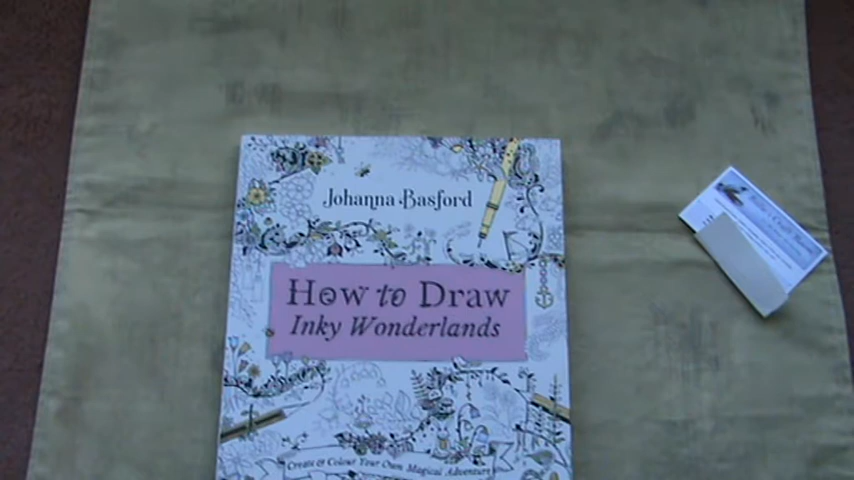 Johanna Basford
How to Draw
Inky Wonderlands
Create & Colour Your Own Magical Adventure